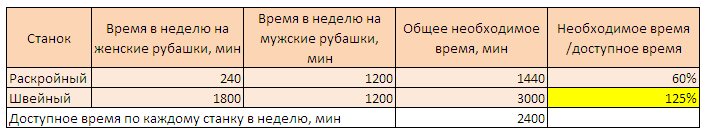 Станок Время в неделю на женские рубашки, мин Время в неделю на мужские рубашки, мин Общее необходимое время, мин Необходимое время /доступное время
Раскройный 240 1200 1440 60%
Швейный 1800 1200 3000 125%
Доступное время по каждому станку в неделю, мин 2400